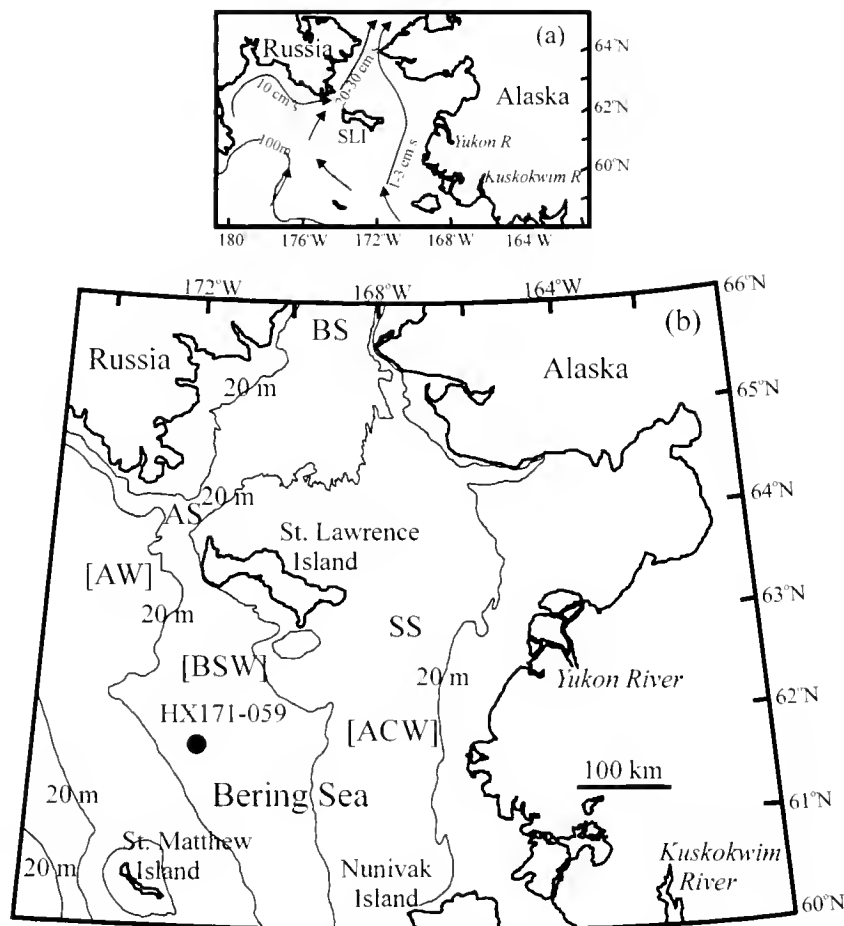 (a)
Russia
Alaska
10 cm s
20-30 cm s
SLI
100m
1-3 cm s
Yukon R
Kuskokwim R
64°N
62°N
60°N
180
176°W
172°W
168°W
164°W
172°W
168°W
164°W
66°N
(b)
BS
Russia
Alaska
20 m
65°N
20 m
64°N
AS
St. Lawrence
Island
[AW]
63°N
20 m
SS
[BSW]
20 m
Yukon River
62°N
HX171-059
[ACW]
100 km
Bering Sea
61°N
20 m
St. Matthew
Island
20 m
Nunivak
Island
Kuskokwim
River
60°N